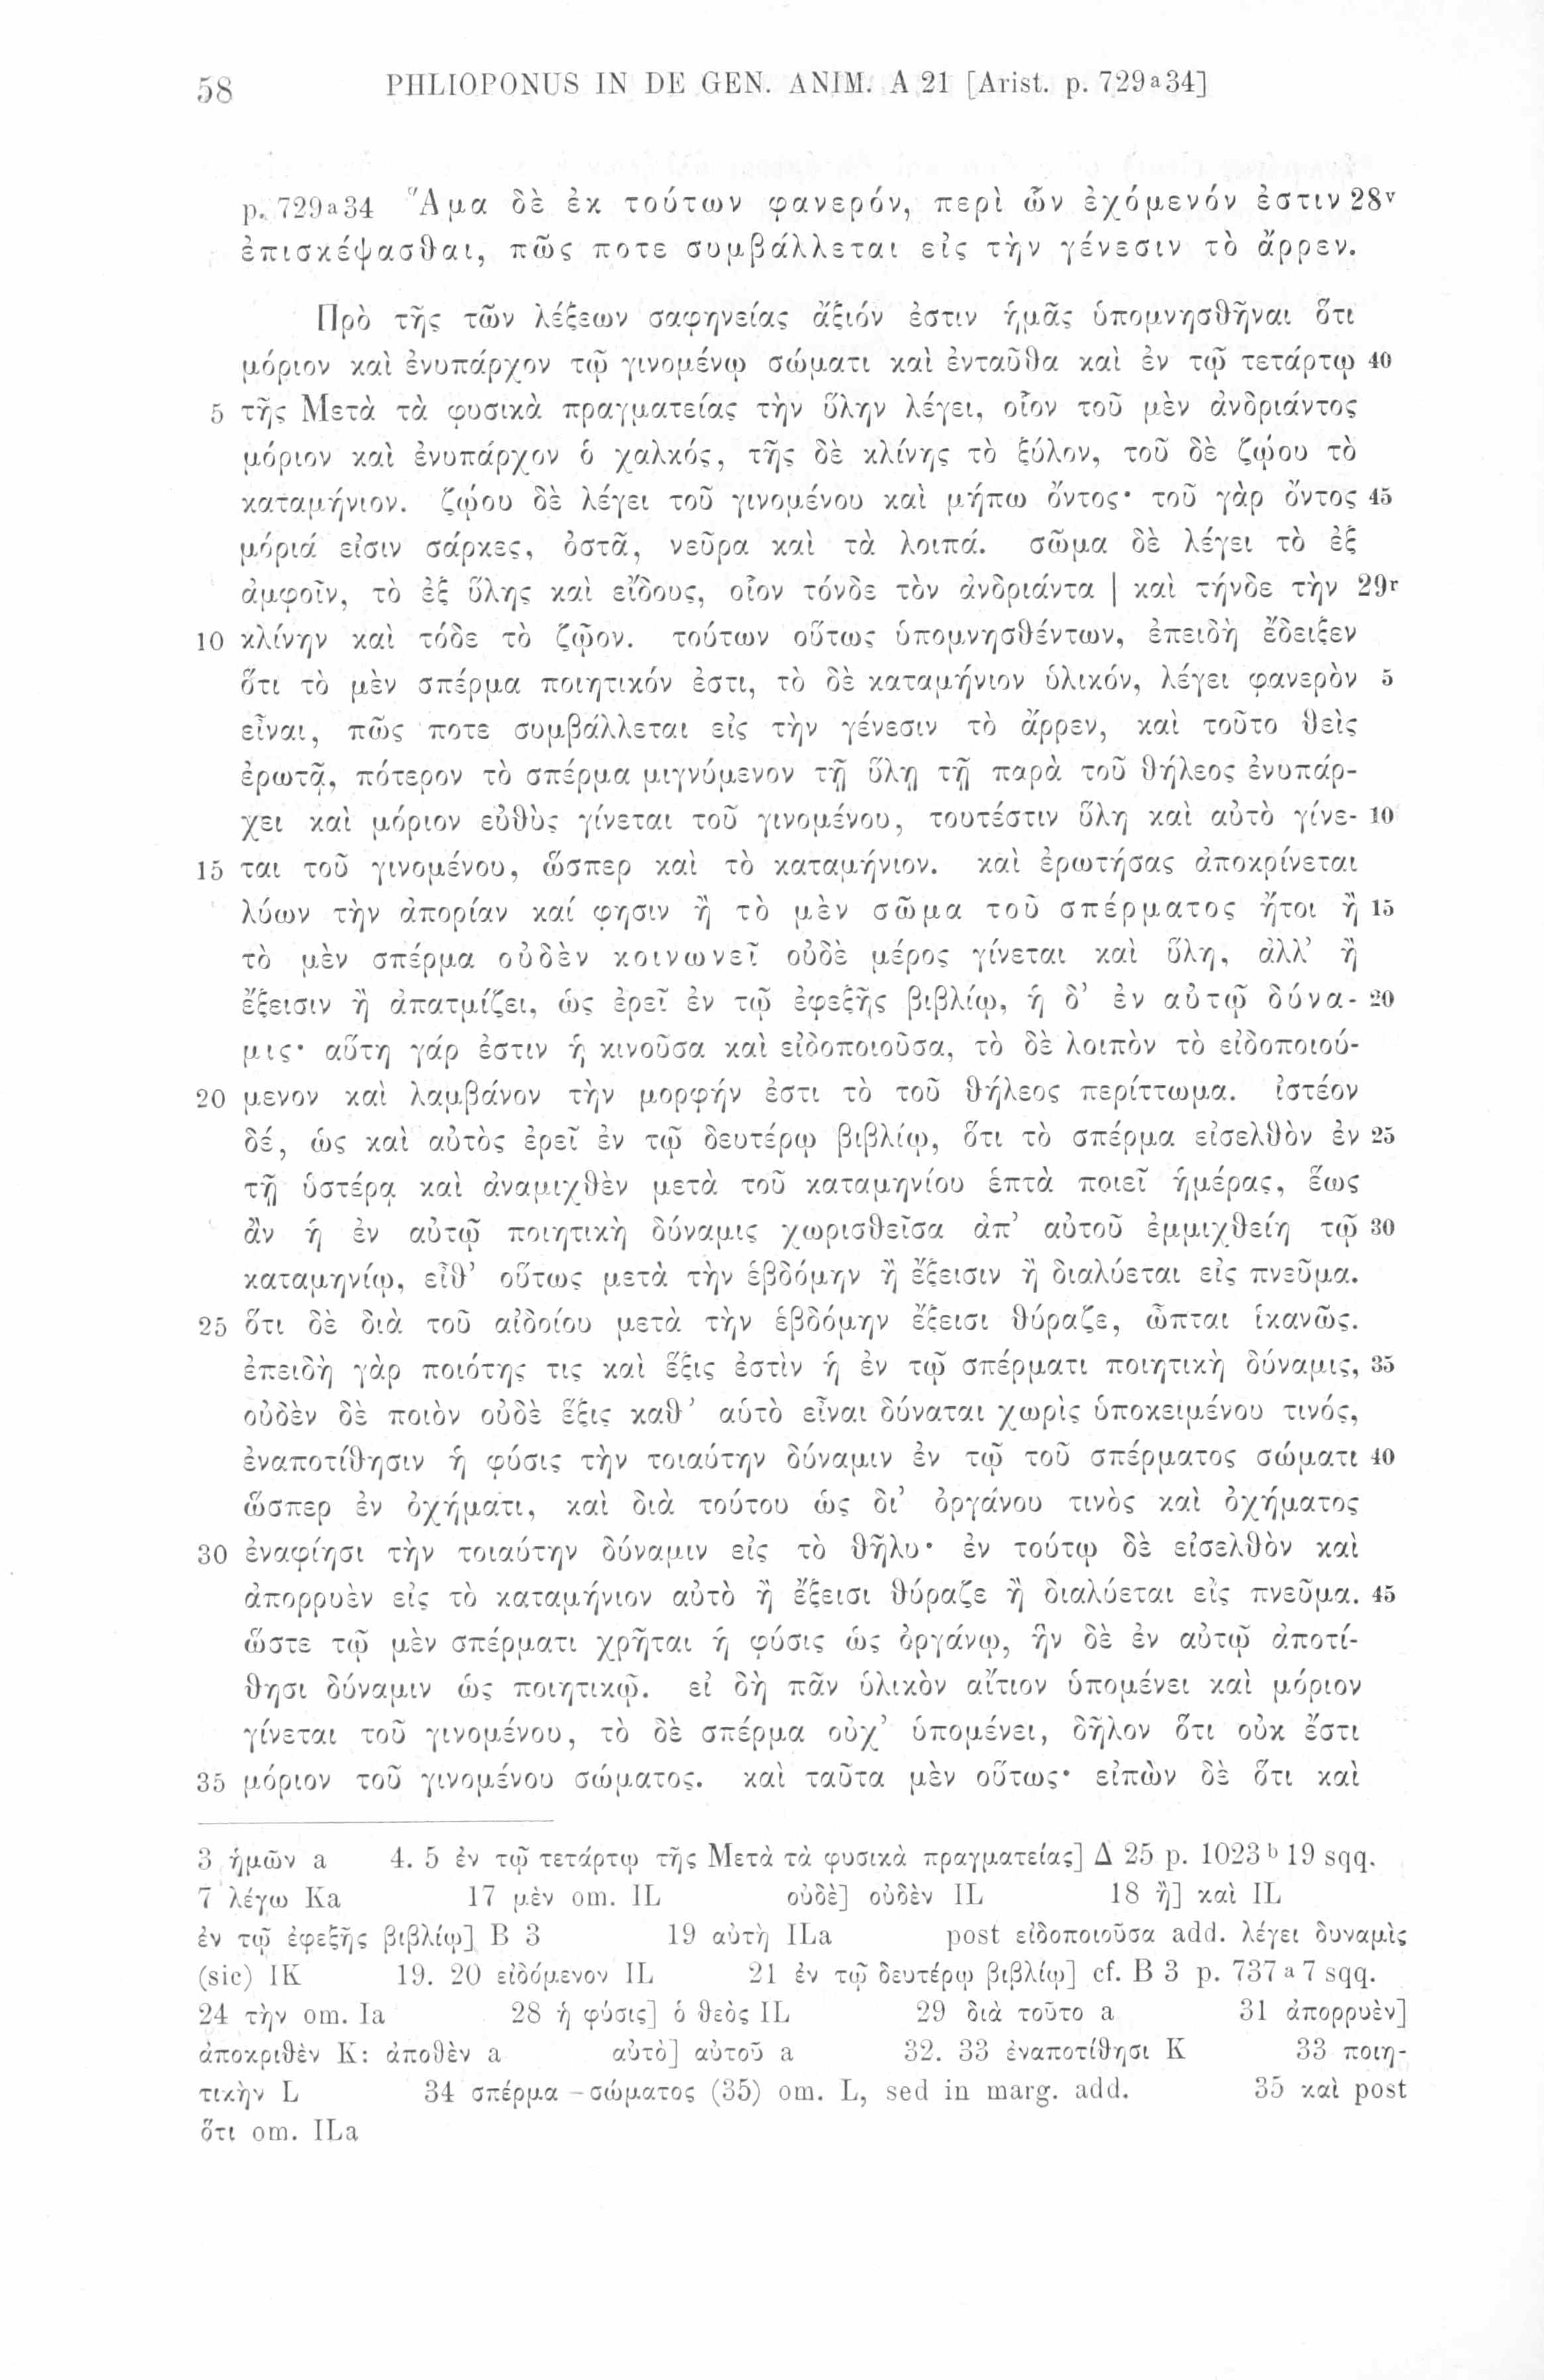 58 PHLIOPONUS IN DE GEN. ANIM. A 21 [Arist. p. 729a34]
p. 729a34 Ἅμα δὲ ἐκ τούτων φανερόν, περὶ ὧν ἐχόμενόν ἐστιν 28v
ἐπισκέψασθαι, πῶς ποτε συμβάλλεται εἰς τὴν γένεσιν τὸ ἄρρεν.
Πρὸ τῆς τῶν λέξεων σαφηνείας ἄξιόν ἐστιν ἡμᾶς ὑπομνησθῆναι ὅτι
μόριον καὶ ἐνυπάρχον τῷ γινομένῳ σώματι καὶ ἐνταῦθα καὶ ἐν τῷ τετάρτῳ 40
5 τῆς Μετὰ τὰ φυσικὰ πραγματείας τὴν ὕλην λέγει, οἷον τοῦ μὲν ἀνδριάντος
μόριον καὶ ἐνυπάρχον ὁ χαλκός, τῆς δὲ κλίνης τὸ ξύλον, τοῦ δὲ ζῴου τὸ
καταμήνιον. ζῴου δὲ λέγει τοῦ γινομένου καὶ μήπω ὄντος· τοῦ γὰρ ὄντος 45
μόριά εἰσιν σάρκες, ὀστᾶ, νεῦρα καὶ τὰ λοιπά. σῶμα δὲ λέγει τὸ ἐξ
ἀμφοῖν, τὸ ἐξ ὕλης καὶ εἴδους, οἷον τόνδε τὸν ἀνδριάντα | καὶ τήνδε τὴν 29r
10 κλίνην καὶ τόδε τὸ ζῷον. τούτων οὕτως ὑπομνησθέντων, ἐπειδὴ ἔδειξεν
ὅτι τὸ μὲν σπέρμα ποιητικόν ἐστι, τὸ δὲ καταμήνιον ὑλικόν, λέγει φανερὸν 5
εἶναι, πῶς ποτε συμβάλλεται εἰς τὴν γένεσιν τὸ ἄρρεν, καὶ τοῦτο θεὶς
ἐρωτᾷ, πότερον τὸ σπέρμα μιγνύμενον τῇ ὕλῃ τῇ παρὰ τοῦ θήλεος ἐνυπάρ-
χει καὶ μόριον εὐθὺς γίνεται τοῦ γινομένου, τουτέστιν ὕλη καὶ αὐτὸ γίνε- 10
15 ται τοῦ γινομένου, ὥσπερ καὶ τὸ καταμήνιον. καὶ ἐρωτήσας ἀποκρίνεται
λύων τὴν ἀπορίαν καί φησιν ἢ τὸ μὲν σῶμα τοῦ σπέρματος ἤτοι ἢ 15
τὸ μὲν σπέρμα οὐδὲν κοινωνεῖ οὐδὲ μέρος γίνεται καὶ ὕλη, ἀλλ’ ἢ
ἔξεισιν ἢ ἀπατμίζει, ὡς ἐρεῖ ἐν τῷ ἐφεξῆς βιβλίῳ, ἡ δ’ ἐν αὐτῷ δύνα- 20
μις· αὕτη γάρ ἐστιν ἡ κινοῦσα καὶ εἰδοποιοῦσα, τὸ δὲ λοιπὸν τὸ εἰδοποιού-
20 μενον καὶ λαμβάνον τὴν μορφήν ἐστι τὸ τοῦ θήλεος περίττωμα. ἰστέον
δέ, ὡς καὶ αὐτὸς ἐρεῖ ἐν τῷ δευτέρῳ βιβλίῳ, ὅτι τὸ σπέρμα εἰσελθὸν ἐν 25
τῇ ὑστέρᾳ καὶ ἀναμιχθὲν μετὰ τοῦ καταμηνίου ἑπτὰ ποιεῖ ἡμέρας, ἕως
ἂν ἡ ἐν αὐτῷ ποιητικὴ δύναμις χωρισθεῖσα ἀπ’ αὐτοῦ ἐμμιχθείη τῷ 30
καταμηνίῳ, εἶθ’ οὕτως μετὰ τὴν ἑβδόμην ἢ ἔξεισιν ἢ διαλύεται εἰς πνεῦμα.
25 ὅτι δὲ διὰ τοῦ αἰδοίου μετὰ τὴν ἑβδόμην ἔξεισι θύραζε, ὦπται ἱκανῶς.
ἐπειδὴ γὰρ ποιότης τις καὶ ἕξις ἐστὶν ἡ ἐν τῷ σπέρματι ποιητικὴ δύναμις, 35
οὐδὲν δὲ ποιὸν οὐδὲ ἕξις καθ’ αὑτὸ εἶναι δύναται χωρὶς ὑποκειμένου τινός,
ἐναποτίθησιν ἡ φύσις τὴν τοιαύτην δύναμιν ἐν τῷ τοῦ σπέρματος σώματι 40
ὥσπερ ἐν ὀχήματι, καὶ διὰ τούτου ὡς δι’ ὀργάνου τινὸς καὶ ὀχήματος
30 ἐναφίησι τὴν τοιαύτην δύναμιν εἰς τὸ θῆλυ· ἐν τούτῳ δὲ εἰσελθὸν καὶ
ἀπορρυὲν εἰς τὸ καταμήνιον αὐτὸ ἢ ἔξεισι θύραζε ἢ διαλύεται εἰς πνεῦμα. 45
ὥστε τῷ μὲν σπέρματι χρῆται ἡ φύσις ὡς ὀργάνῳ, ἣν δὲ ἐν αὐτῷ ἀποτί-
θησι δύναμιν ὡς ποιητικῷ. εἰ δὴ πᾶν ὑλικὸν αἴτιον ὑπομένει καὶ μόριον
γίνεται τοῦ γινομένου, τὸ δὲ σπέρμα οὐχ’ ὑπομένει, δῆλον ὅτι οὐκ ἔστι
35 μόριον τοῦ γινομένου σώματος. καὶ ταῦτα μὲν οὕτως· εἰπὼν δὲ ὅτι καὶ
3 ἡμῶν a 4. 5 ἐν τῷ τετάρτῳ τῆς Μετὰ τὰ φυσικὰ πραγματείας] Δ 25 p. 1023b19 sqq.
7 λέγω Ka 17 μὲν om. IL οὐδὲ] οὐδὲν IL 18 ἢ] καὶ IL
ἐν τῷ ἐφεξῆς βιβλίῳ] B 3 19 αὐτὴ ILa post εἰδοποιοῦσα add. λέγει δυναμὶς
(sic) IK 19. 20 εἰδόμενον IL 21 ἐν τῷ δευτέρῳ βιβλίῳ] cf. B 3 p. 737a7 sqq.
24 τὴν om. Ia 28 ἡ φύσις] ὁ θεὸς IL 29 διὰ τοῦτο a 31 ἀπορρυὲν]
ἀποκριθὲν K: ἀποθὲν a αὐτὸ] αὐτοῦ a 32. 33 ἐναποτίθησι K 33 ποιη-
τικὴν L 34 σπέρμα – σώματος (35) om. L, sed in marg. add. 35 καὶ post
ὅτι om. ILa